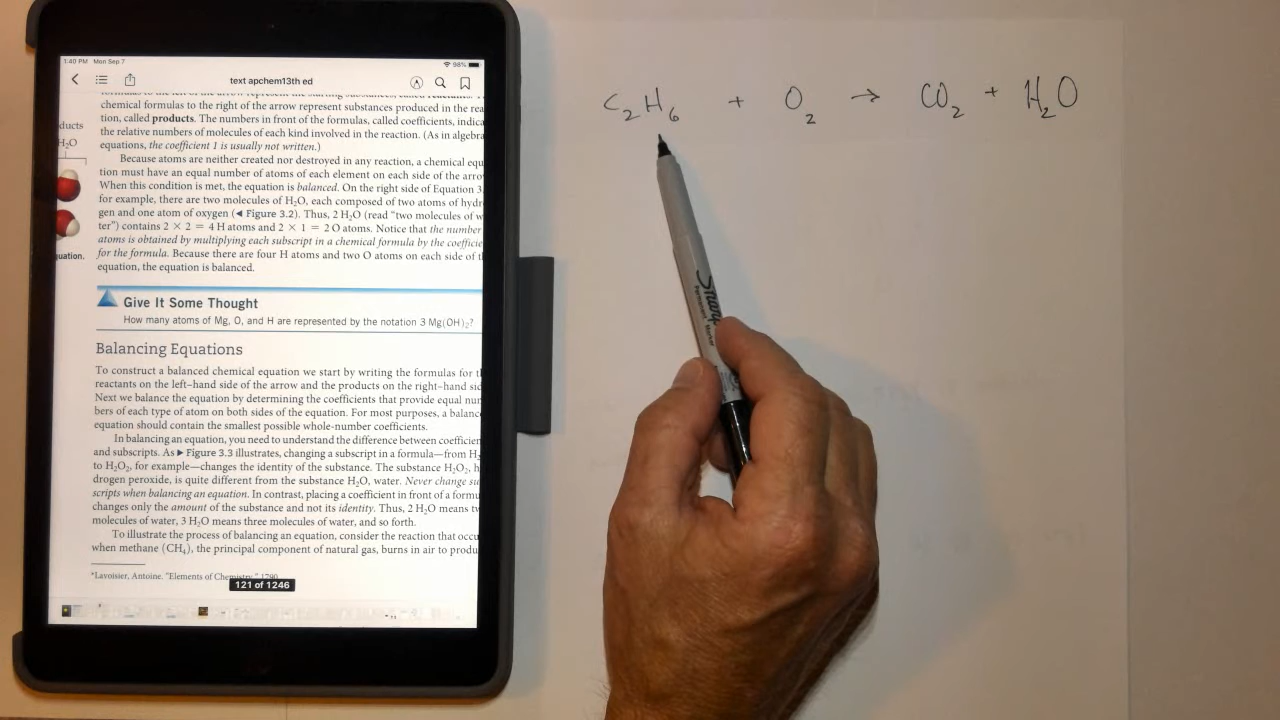 1:40 PM Mon Sep 7
98%
text apchem13th ed
chemical formulas to the right of the arrow represent substances produced in the rea
tion, called products. The numbers in front of the formulas, called coefficients, indica
the relative numbers of molecules of each kind involved in the reaction. (As in algebra
equations, the coefficient 1 is usually not written.)
Because atoms are neither created nor destroyed in any reaction, a chemical equ
tion must have an equal number of atoms of each element on each side of the arro
When this condition is met, the equation is balanced. On the right side of Equation 3.
for example, there are two molecules of H₂O, each composed of two atoms of hydr
gen and one atom of oxygen (◄ Figure 3.2). Thus, 2 H₂O (read “two molecules of w
ter”) contains 2 × 2 = 4 H atoms and 2 × 1 = 2 O atoms. Notice that the number
atoms is obtained by multiplying each subscript in a chemical formula by the coefficie
for the formula. Because there are four H atoms and two O atoms on each side of t
equation, the equation is balanced.
ducts
H₂O
quation.
Give It Some Thought
How many atoms of Mg, O, and H are represented by the notation 3 Mg(OH)₂?
Balancing Equations
To construct a balanced chemical equation we start by writing the formulas for t
reactants on the left–hand side of the arrow and the products on the right–hand sid
Next we balance the equation by determining the coefficients that provide equal nu
bers of each type of atom on both sides of the equation. For most purposes, a balanc
equation should contain the smallest possible whole-number coefficients.
In balancing an equation, you need to understand the difference between coefficien
and subscripts. As ► Figure 3.3 illustrates, changing a subscript in a formula—from H₂
to H₂O₂, for example—changes the identity of the substance. The substance H₂O₂, h
drogen peroxide, is quite different from the substance H₂O, water. Never change su
scripts when balancing an equation. In contrast, placing a coefficient in front of a formu
changes only the amount of the substance and not its identity. Thus, 2 H₂O means tw
molecules of water, 3 H₂O means three molecules of water, and so forth.
To illustrate the process of balancing an equation, consider the reaction that occu
when methane (CH₄), the principal component of natural gas, burns in air to produ
*Lavoisier, Antoine. "Elements of Chemistry." 1790.
121 of 1246
C₂H₆ + O₂ → CO₂ + H₂O
Sharpie
Permanent Marker